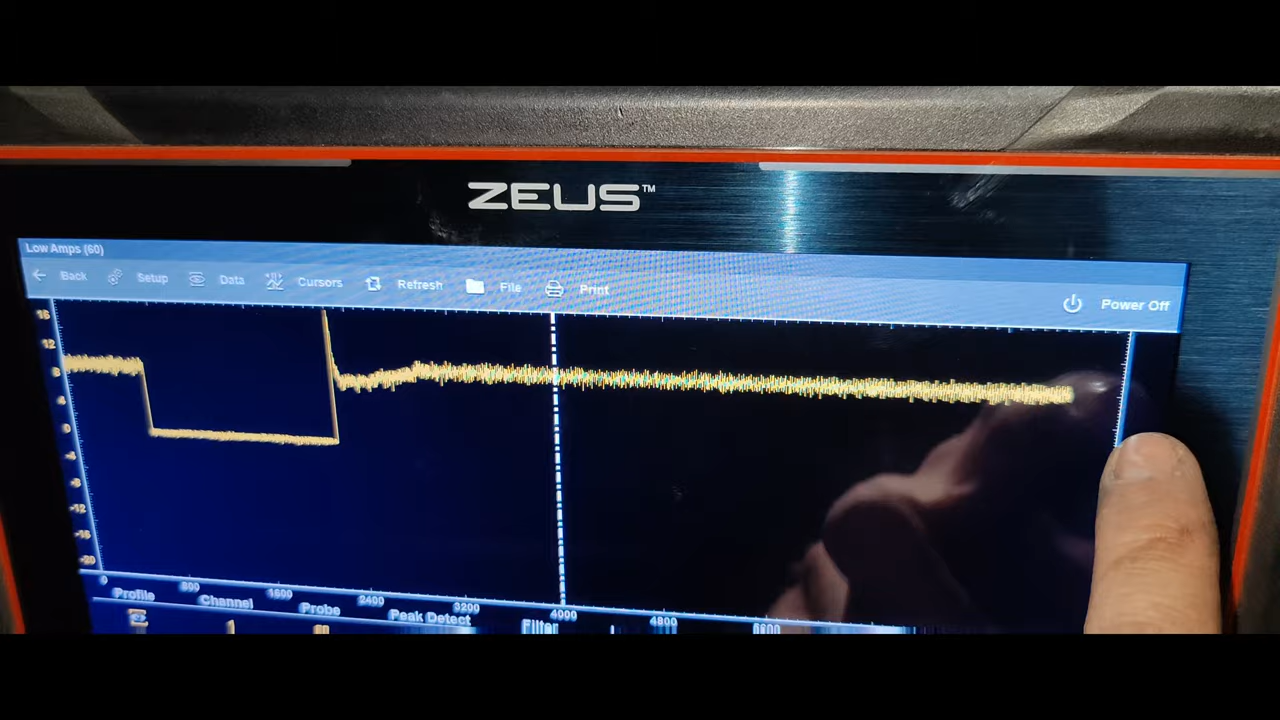 ZEUS™
Low Amps (60)
Back Setup Data Cursors Refresh File Print Power Off
16
12
8
4
0
-4
-8
-12
-16
-20
0 800 1600 2400 3200 4000 4800
Profile Channel Probe Peak Detect Filter